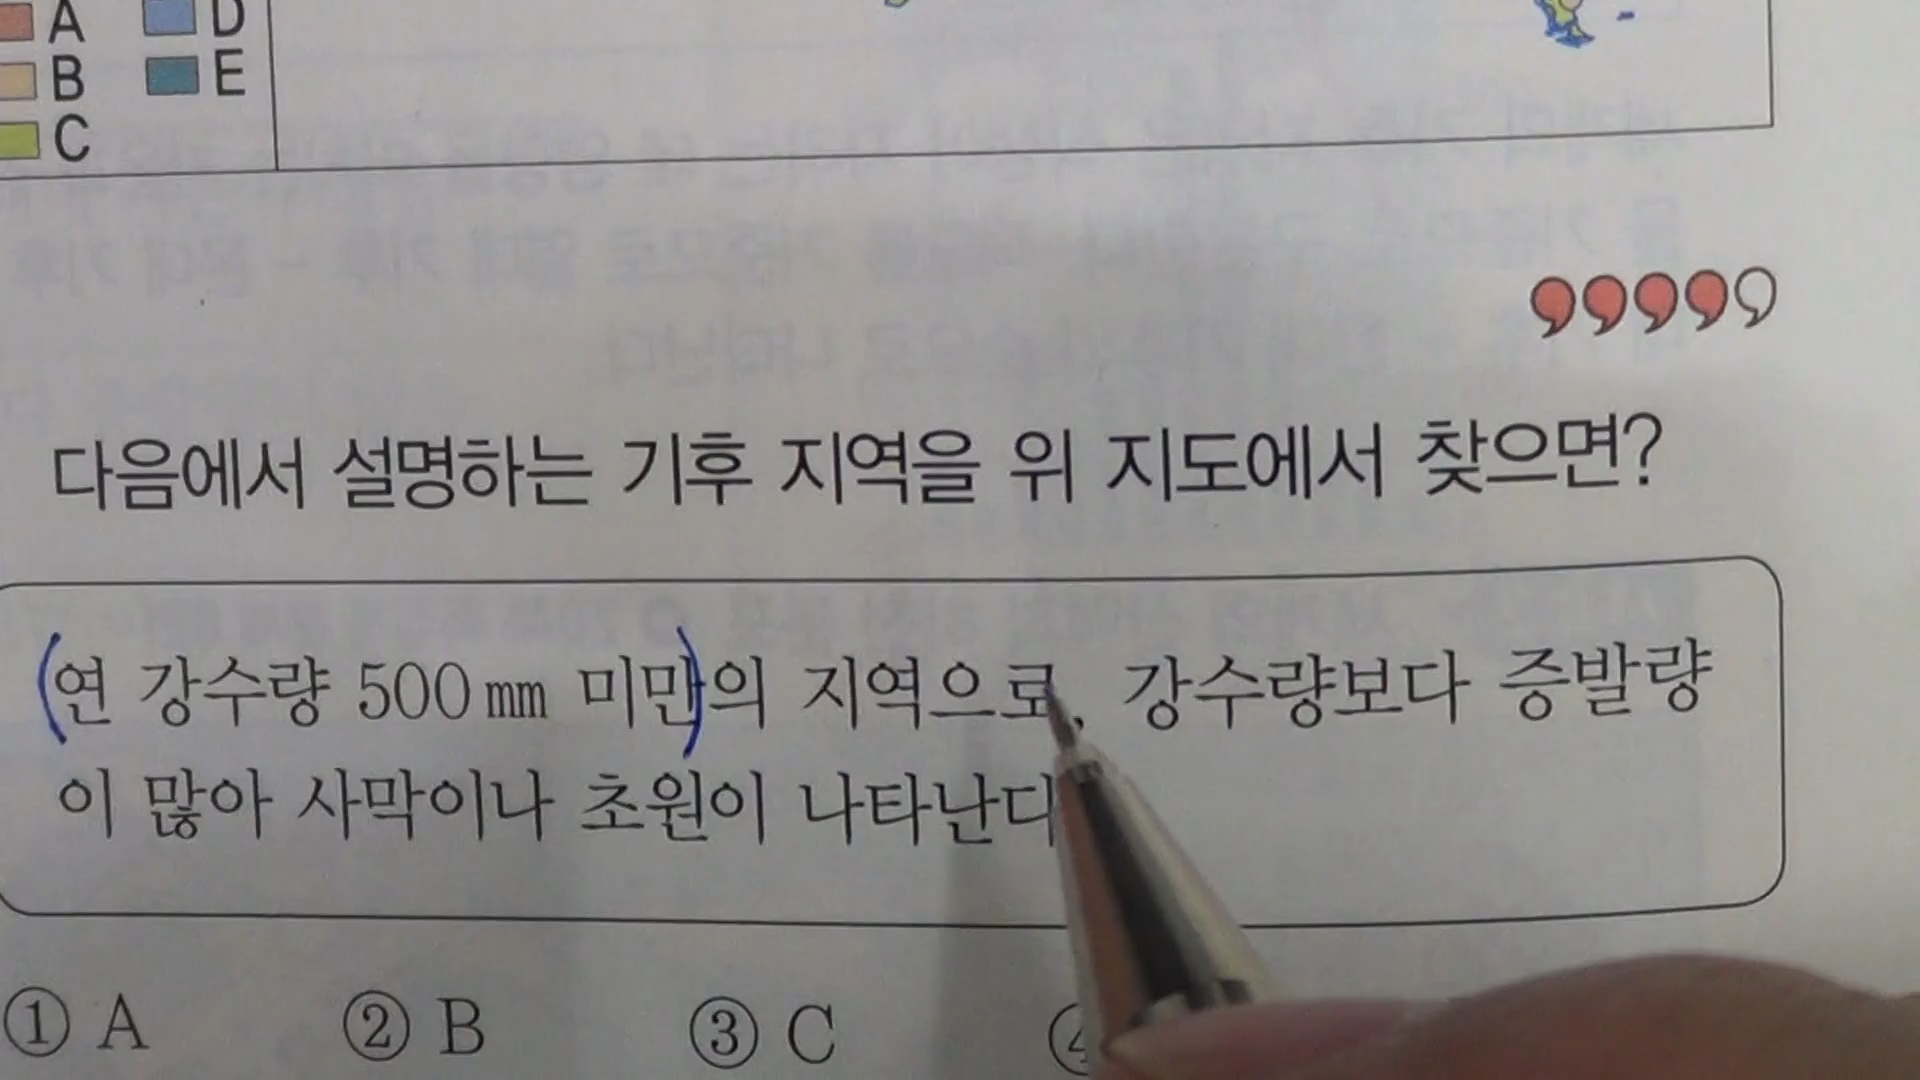 A D
B E
C
다음에서 설명하는 기후 지역을 위 지도에서 찾으면?
(연 강수량 500 mm 미만)의 지역으로, 강수량보다 증발량
이 많아 사막이나 초원이 나타난다
① A ② B ③ C ④